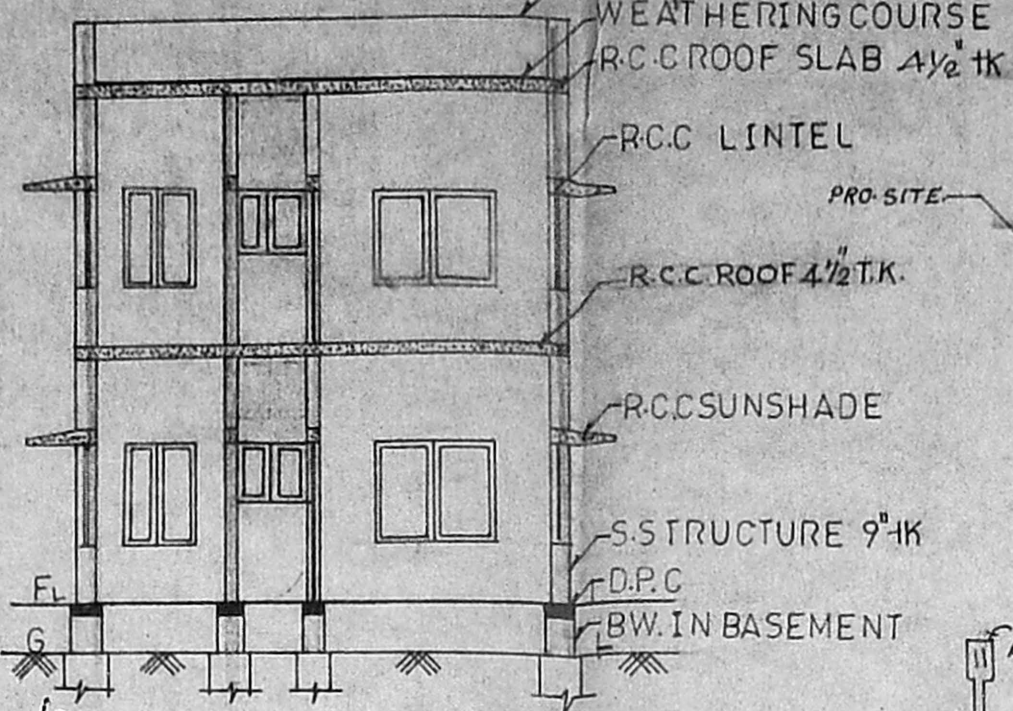 WEATHERING COURSE
R.C.C ROOF SLAB 4½" tK
R.C.C LINTEL
PRO. SITE.
R.C.C. ROOF 4½" T.K.
R.C.C SUNSHADE
S.STRUCTURE 9" tK
FL
D.P.C
G
L
BW. IN BASEMENT